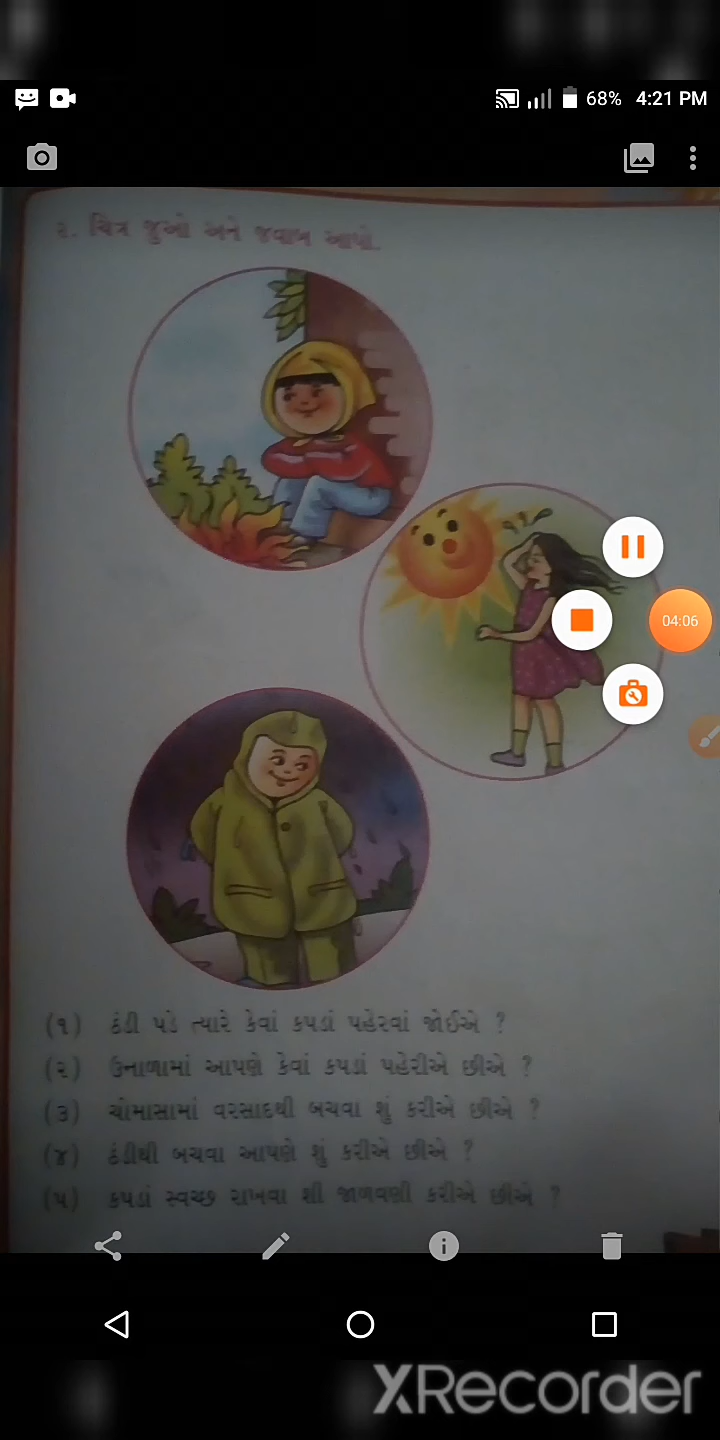 68% 4:21 PM
૨. ચિત્ર જુઓ અને જવાબ આપો.
04:06
(૧) ઠંડી પડે ત્યારે કેવાં કપડાં પહેરવાં જોઈએ ?
(૨) ઉનાળામાં આપણે કેવાં કપડાં પહેરીએ છીએ ?
(૩) ચોમાસામાં વરસાદથી બચવા શું કરીએ છીએ ?
(૪) ઠંડીથી બચવા આપણે શું કરીએ છીએ ?
(૫) કપડાં સ્વચ્છ રાખવા શી જાળવણી કરીએ છીએ ?
XRecorder